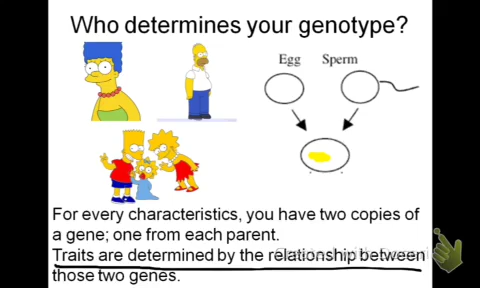 Who determines your genotype?
Egg Sperm
For every characteristics, you have two copies of
a gene; one from each parent.
Traits are determined by the relationship between
those two genes.